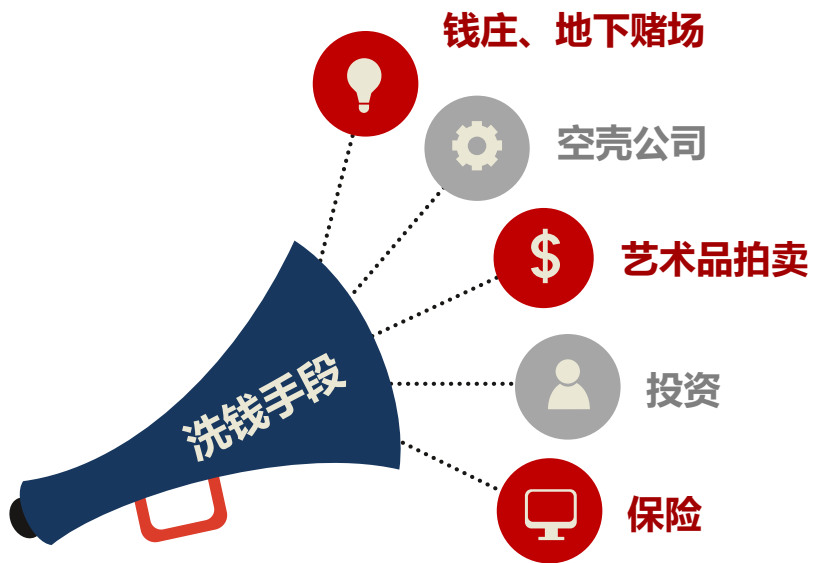 钱庄、地下赌场
空壳公司
艺术品拍卖
投资
保险
洗钱手段